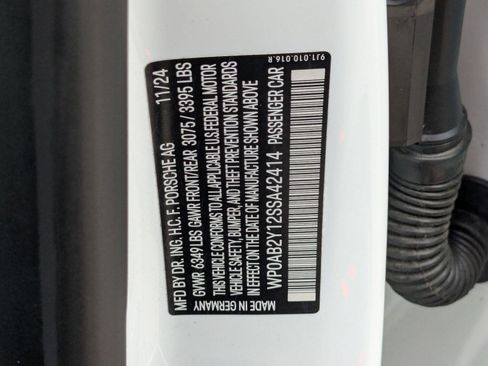 MFD BY DR. ING. H.C. F. PORSCHE AG 11/24
GVWR 6349 LBS GAWR FRONT/REAR 3075 / 3395 LBS
THIS VEHICLE CONFORMS TO ALL APPLICABLE U.S. FEDERAL MOTOR
VEHICLE SAFETY, BUMPER, AND THEFT PREVENTION STANDARDS
IN EFFECT ON THE DATE OF MANUFACTURE SHOWN ABOVE
WP0AB2Y12SSA42414 PASSENGER CAR
MADE IN GERMANY
9J1.010.016.R